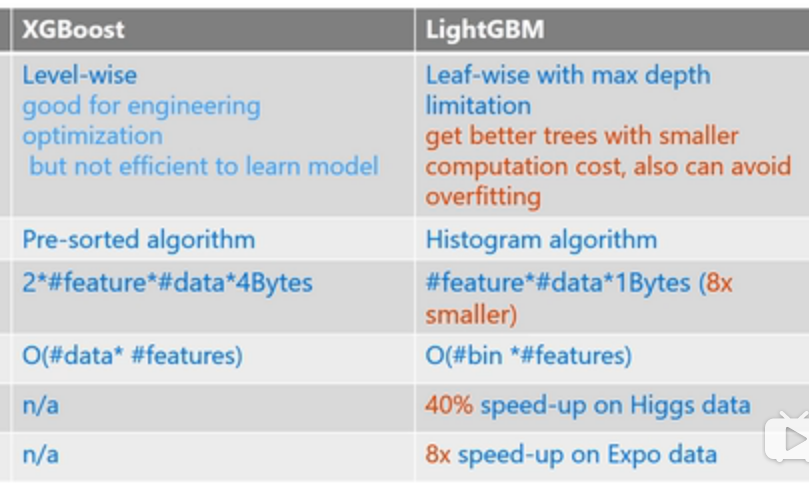 XGBoost
LightGBM
Level-wise
good for engineering
optimization
but not efficient to learn model
Leaf-wise with max depth
limitation
get better trees with smaller
computation cost, also can avoid
overfitting
Pre-sorted algorithm
Histogram algorithm
2*#feature*#data*4Bytes
#feature*#data*1Bytes (8x
smaller)
O(#data* #features)
O(#bin *#features)
n/a
40% speed-up on Higgs data
n/a
8x speed-up on Expo data